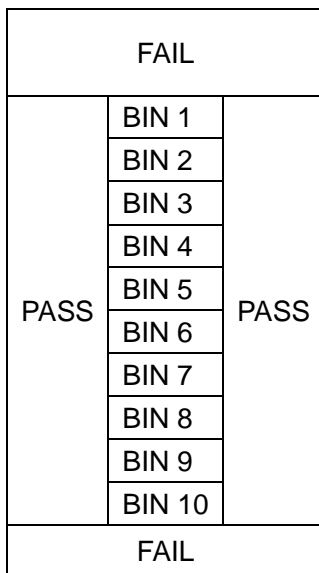 FAIL
BIN 1
BIN 2
BIN 3
BIN 4
BIN 5
PASS
PASS
BIN 6
BIN 7
BIN 8
BIN 9
BIN 10
FAIL